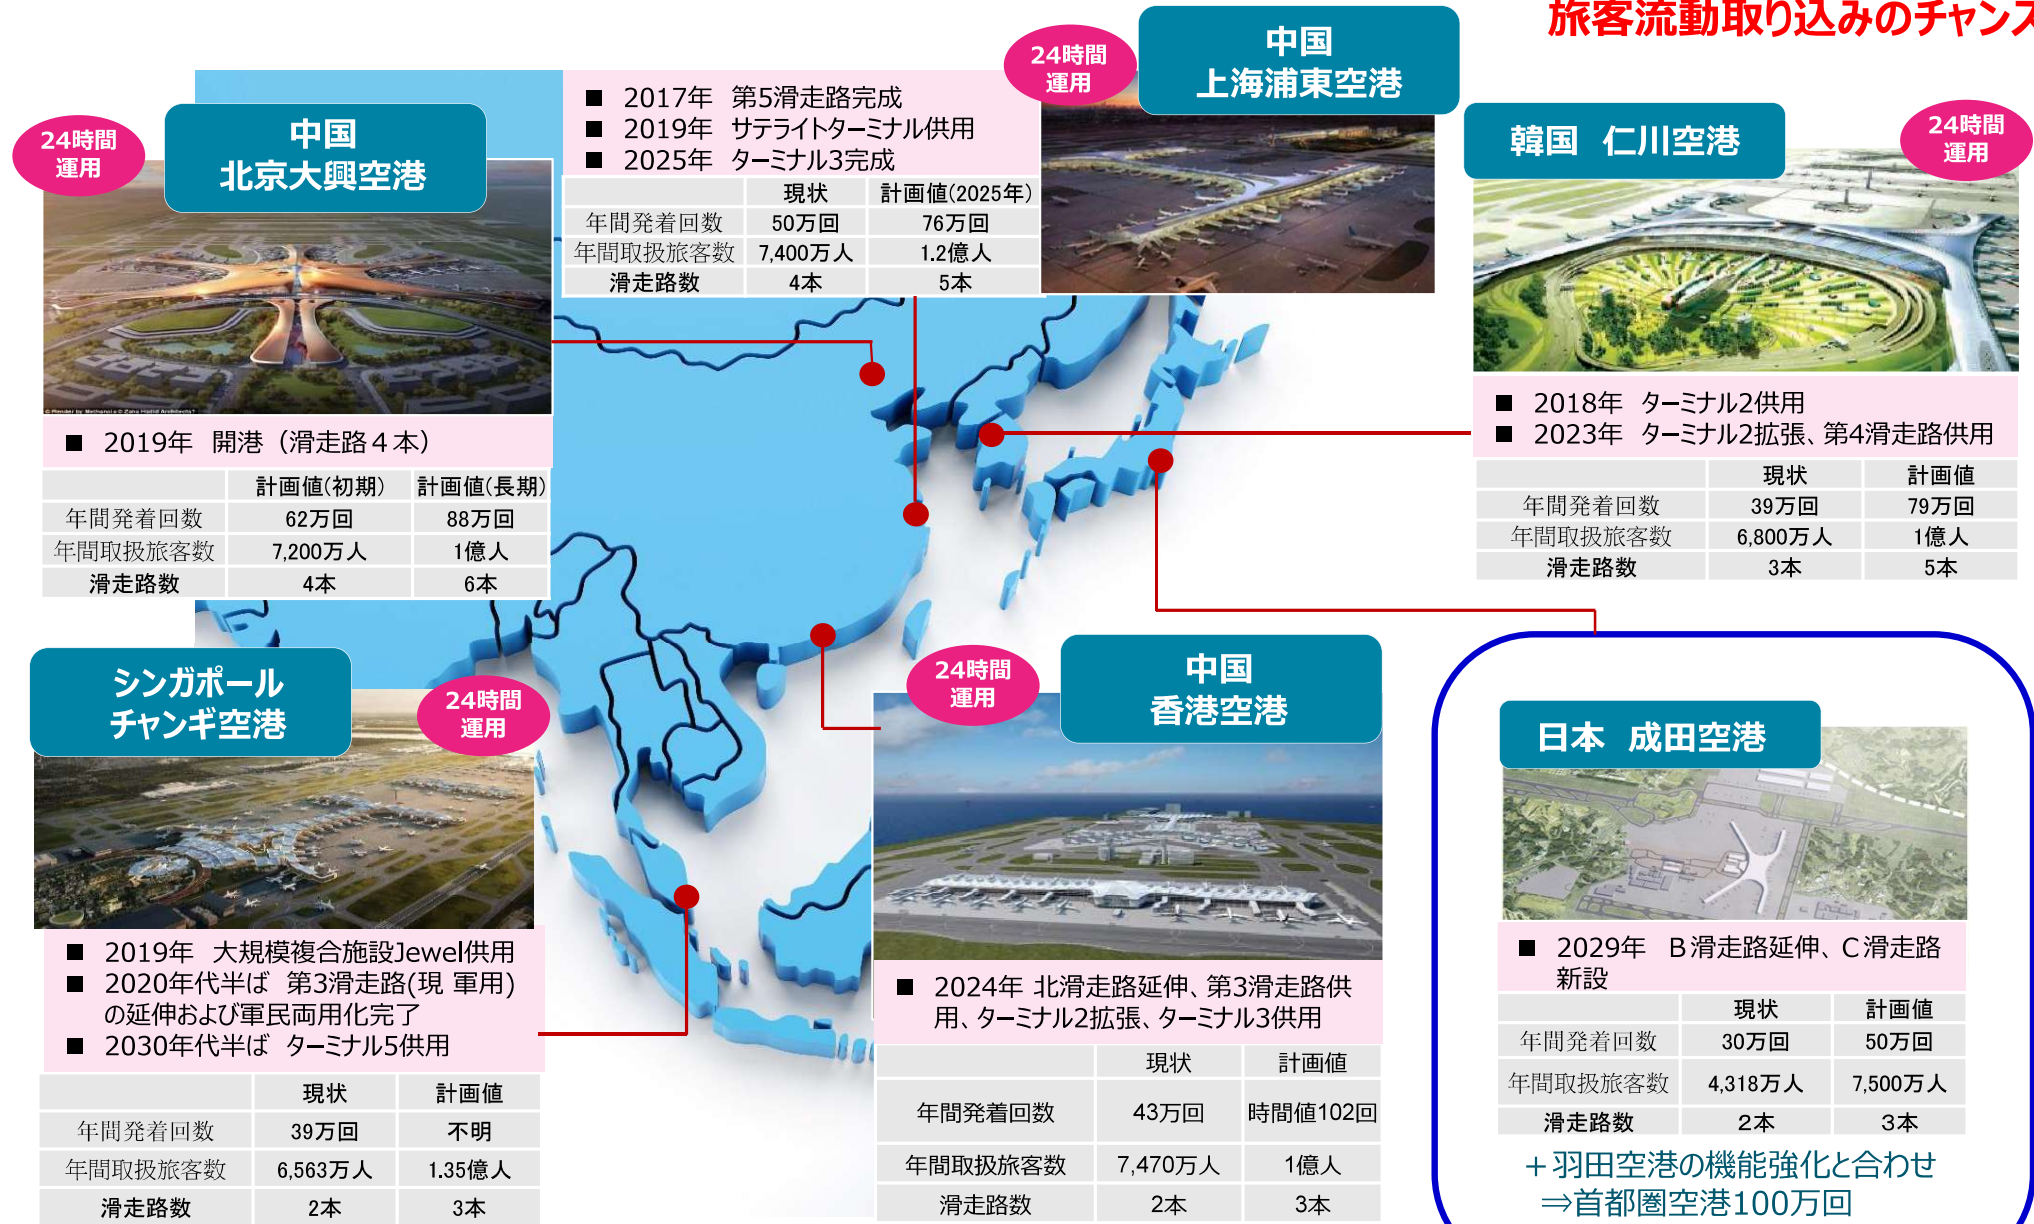 旅客流動取り込みのチャンス
24時間
運用
中国
北京大興空港
■ 2019年 開港（滑走路４本）
計画値(初期) 計画値(長期)
年間発着回数 62万回 88万回
年間取扱旅客数 7,200万人 1億人
滑走路数 4本 6本
■ 2017年 第5滑走路完成
■ 2019年 サテライトターミナル供用
■ 2025年 ターミナル3完成
現状 計画値(2025年)
年間発着回数 50万回 76万回
年間取扱旅客数 7,400万人 1.2億人
滑走路数 4本 5本
24時間
運用
中国
上海浦東空港
韓国 仁川空港
24時間
運用
■ 2018年 ターミナル2供用
■ 2023年 ターミナル2拡張、第4滑走路供用
現状 計画値
年間発着回数 39万回 79万回
年間取扱旅客数 6,800万人 1億人
滑走路数 3本 5本
シンガポール
チャンギ空港
24時間
運用
■ 2019年 大規模複合施設Jewel供用
■ 2020年代半ば 第3滑走路(現 軍用)
の延伸および軍民両用化完了
■ 2030年代半ば ターミナル5供用
現状 計画値
年間発着回数 39万回 不明
年間取扱旅客数 6,563万人 1.35億人
滑走路数 2本 3本
24時間
運用
中国
香港空港
■ 2024年 北滑走路延伸、第3滑走路供
用、ターミナル2拡張、ターミナル3供用
現状 計画値
年間発着回数 43万回 時間値102回
年間取扱旅客数 7,470万人 1億人
滑走路数 2本 3本
日本 成田空港
■ 2029年 Ｂ滑走路延伸、Ｃ滑走路
新設
現状 計画値
年間発着回数 30万回 50万回
年間取扱旅客数 4,318万人 7,500万人
滑走路数 2本 3本
＋羽田空港の機能強化と合わせ
⇒首都圏空港100万回